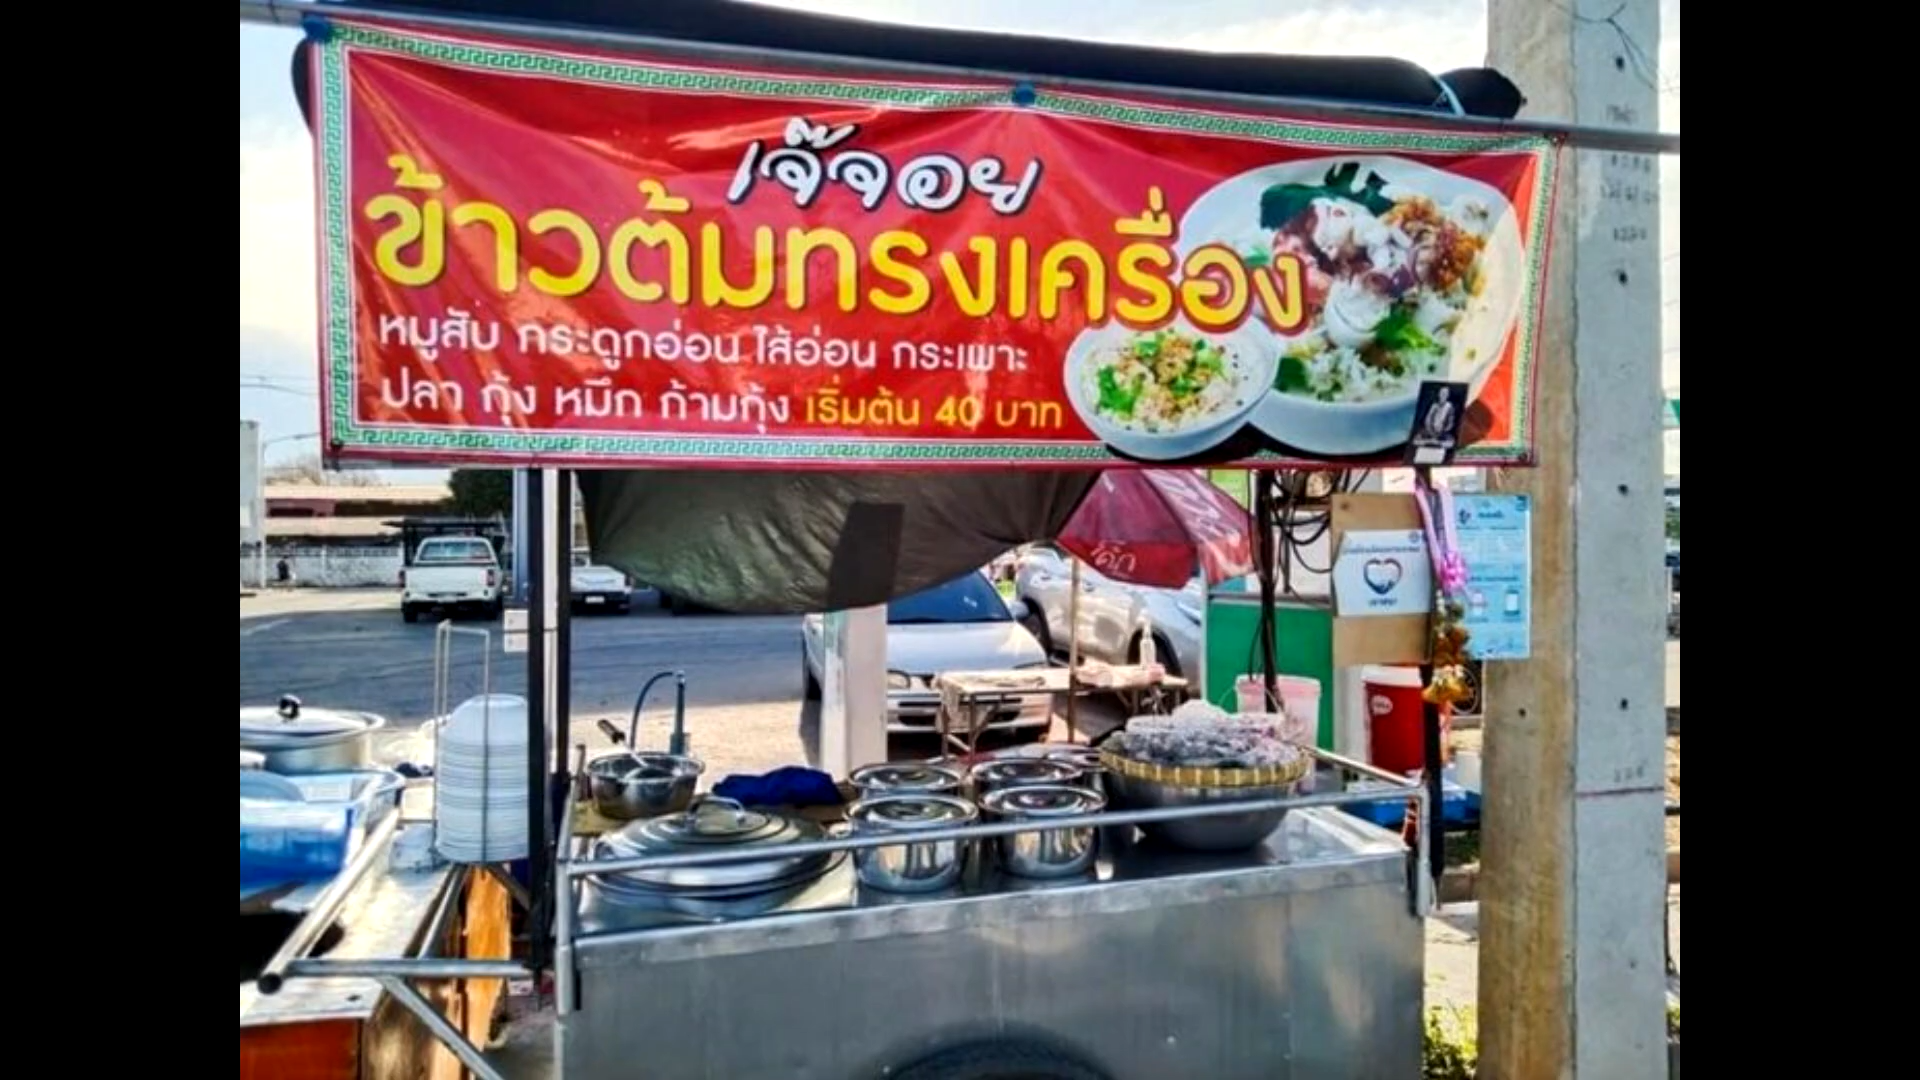 เจ๊จอย
ข้าวต้มทรงเครื่อง
หมูสับ กระดูกอ่อน ไส้อ่อน กระเพาะ
ปลา กุ้ง หมึก ก้ามกุ้ง เริ่มต้น 40 บาท